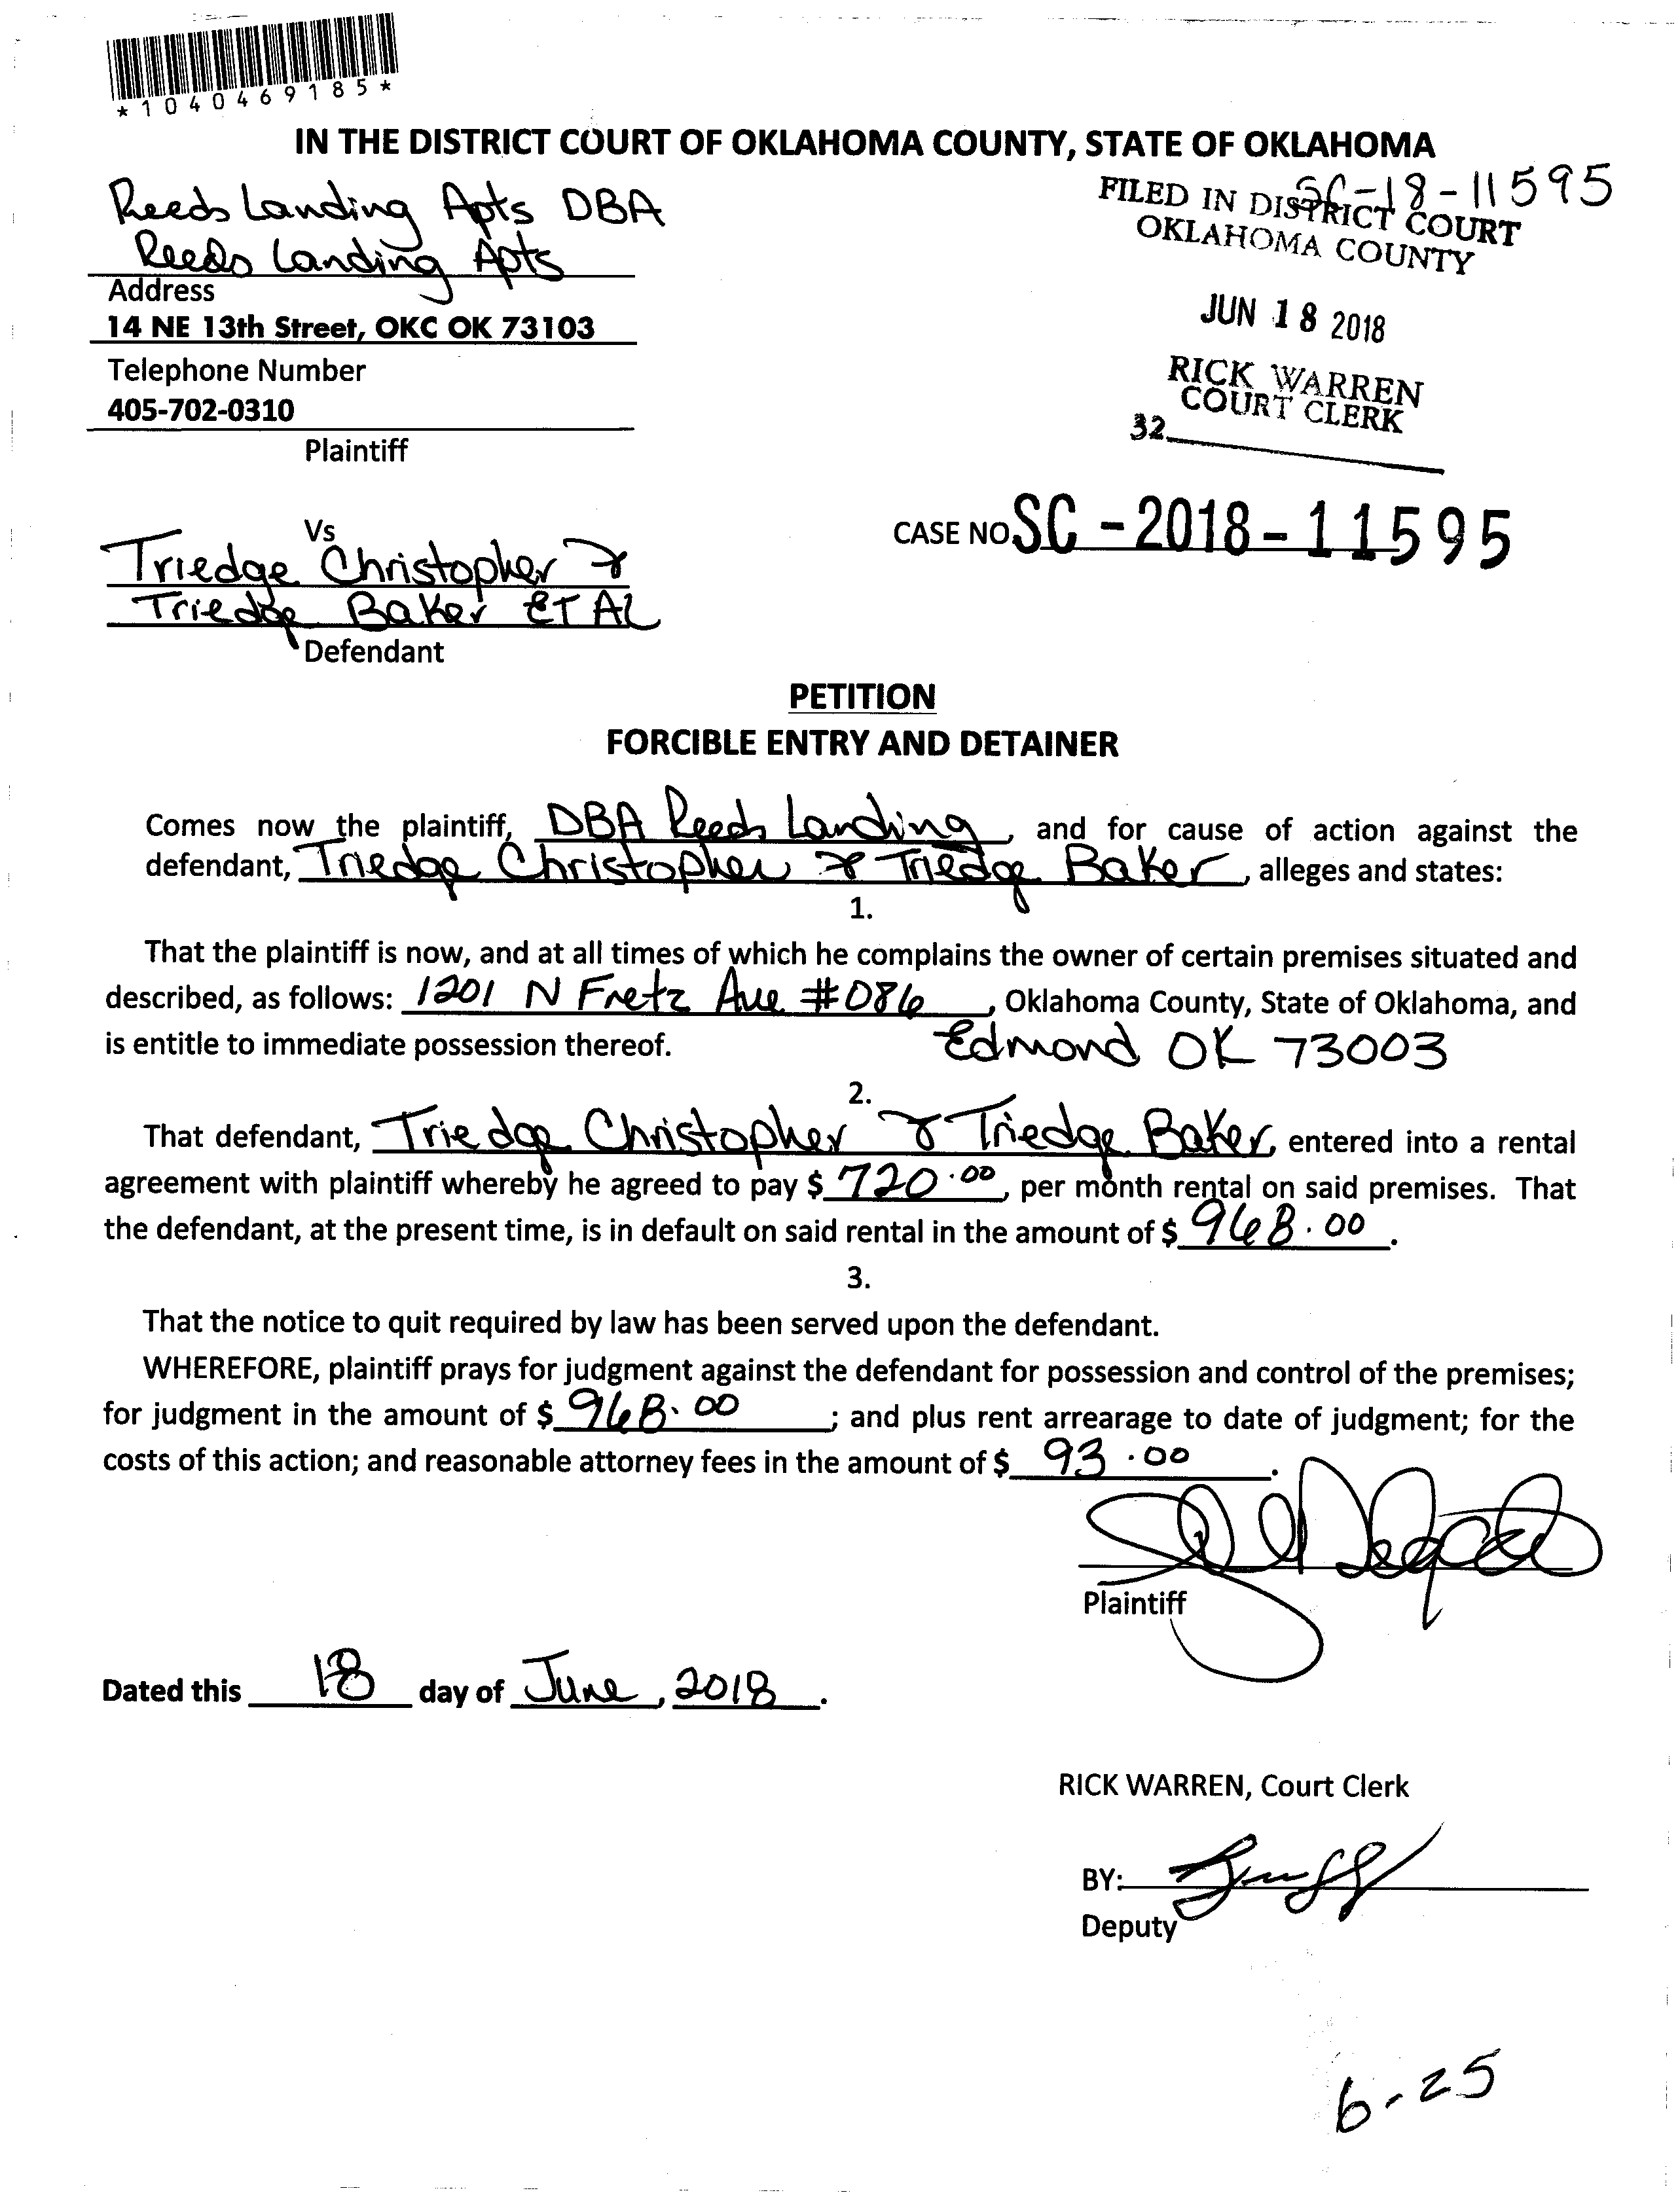 *1040469185*
IN THE DISTRICT COURT OF OKLAHOMA COUNTY, STATE OF OKLAHOMA
SC-18-11595
Reeds Landing Apts DBA
Reeds Landing Apts
FILED IN DISTRICT COURT
OKLAHOMA COUNTY
Address
14 NE 13th Street, OKC OK 73103
JUN 18 2018
Telephone Number
405-702-0310
RICK WARREN
COURT CLERK
32
Plaintiff
Vs
CASE NO SC-2018-11595
Triedge Christopher &
Triedge Baker ET AL
Defendant
PETITION
FORCIBLE ENTRY AND DETAINER
Comes now the plaintiff, DBA Reeds Landing, and for cause of action against the
defendant, Triedge Christopher & Triedge Baker, alleges and states:
1.
That the plaintiff is now, and at all times of which he complains the owner of certain premises situated and
described, as follows: 1201 N Fretz Ave #086, Oklahoma County, State of Oklahoma, and
is entitle to immediate possession thereof. Edmond OK 73003
2.
That defendant, Triedge Christopher & Triedge Baker, entered into a rental
agreement with plaintiff whereby he agreed to pay $ 720.00, per month rental on said premises. That
the defendant, at the present time, is in default on said rental in the amount of $ 968.00.
3.
That the notice to quit required by law has been served upon the defendant.
WHEREFORE, plaintiff prays for judgment against the defendant for possession and control of the premises;
for judgment in the amount of $ 968.00; and plus rent arrearage to date of judgment; for the
costs of this action; and reasonable attorney fees in the amount of $ 93.00.
Plaintiff
Dated this 18 day of June, 2018.
RICK WARREN, Court Clerk
BY:
Deputy
6-25